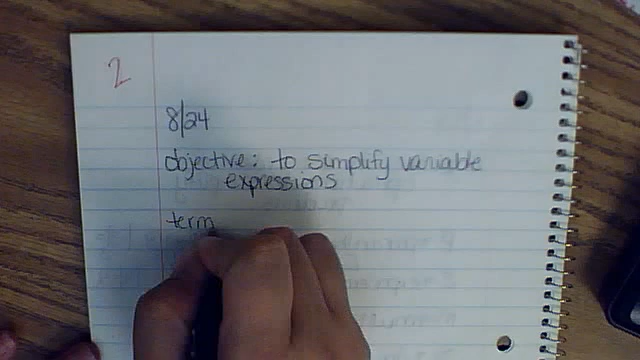 2
8/24
objective: to simplify variable
expressions
term